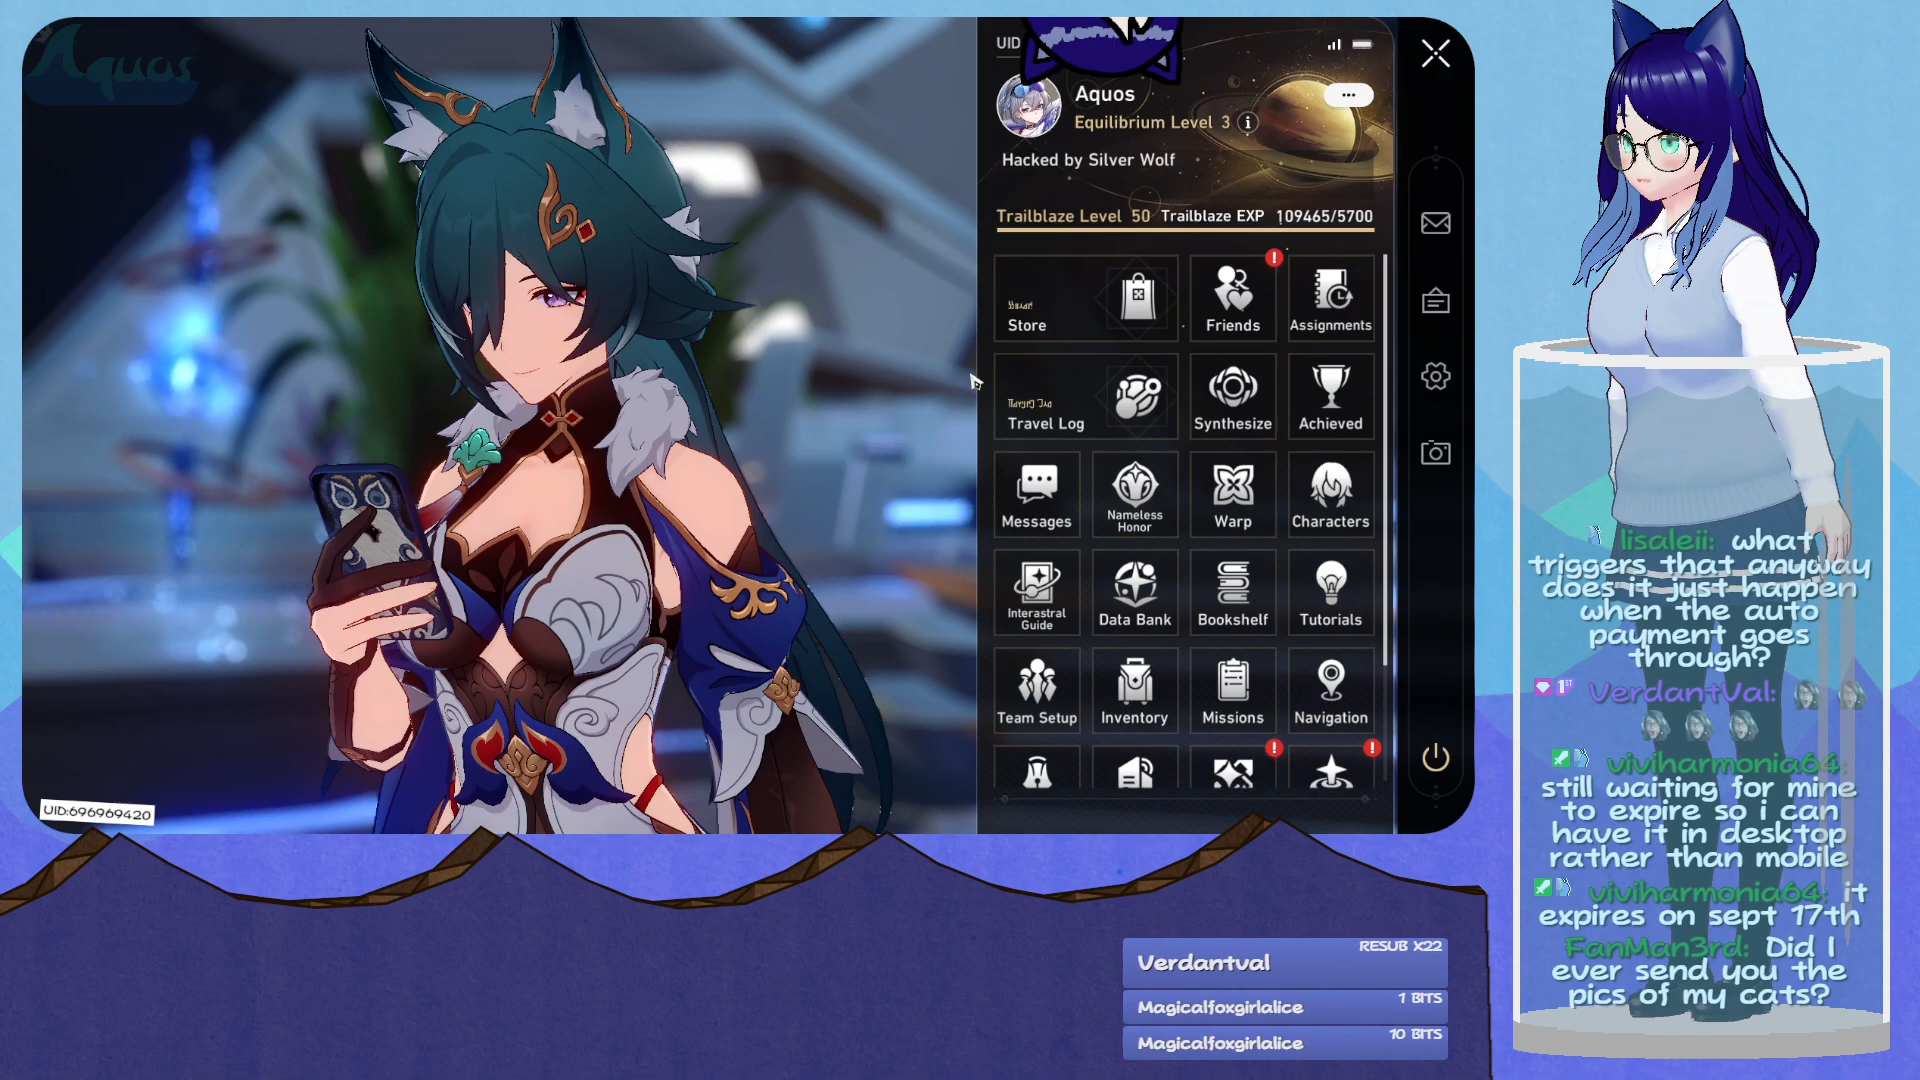 Aquos
UID
Aquos
Equilibrium Level 3
Hacked by Silver Wolf
Trailblaze Level 50 Trailblaze EXP 109465/5700
Store
Friends
Assignments
Travel Log
Synthesize
Achieved
Messages
Nameless
Honor
Warp
Characters
Interastral
Guide
Data Bank
Bookshelf
Tutorials
Team Setup
Inventory
Missions
Navigation
UID:696969420
lisaleii: what
triggers that anyway
does it just happen
when the auto
payment goes
through?
1ST VerdantVal:
viviharmonia64:
still waiting for mine
to expire so i can
have it in desktop
rather than mobile
viviharmonia64: it
expires on sept 17th
FanMan3rd: Did I
ever send you the
pics of my cats?
RESUB X22
Verdantval
1 BITS
Magicalfoxgirlalice
10 BITS
Magicalfoxgirlalice